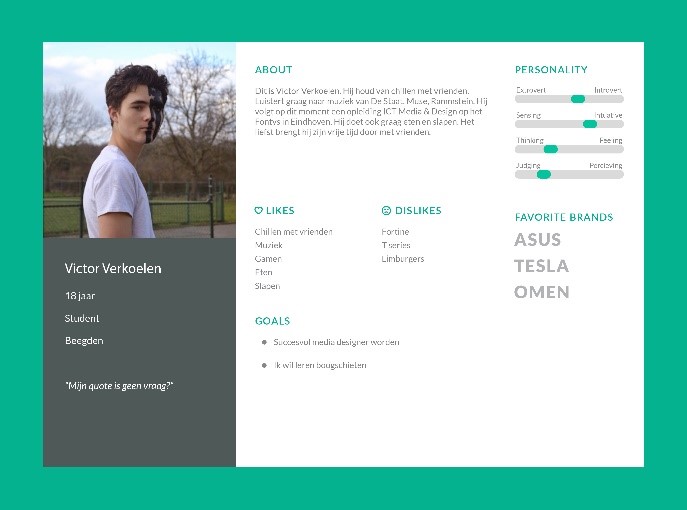 Victor Verkoelen
18 jaar
Student
Beegden
"Mijn quote is geen vraag?"
ABOUT
Dit is Victor Verkoelen. Hij houd van chillen met vrienden.
Luistert graag naar muziek van De Staat, Muse, Rammstein. Hij
volgt op dit moment een opleiding ICT Media & Design op het
Fontys in Eindhoven. Hij doet ook graag eten en slapen. Het
liefst brengt hij zijn vrije tijd door met vrienden.
LIKES
Chillen met vrienden
Muziek
Gamen
Eten
Slapen
DISLIKES
Fortine
T series
Limburgers
GOALS
Succesvol media designer worden
Ik wil leren boogschieten
PERSONALITY
Extrovert Introvert
Sensing Intuiative
Thinking Feeling
Judging Percieving
FAVORITE BRANDS
ASUS
TESLA
OMEN